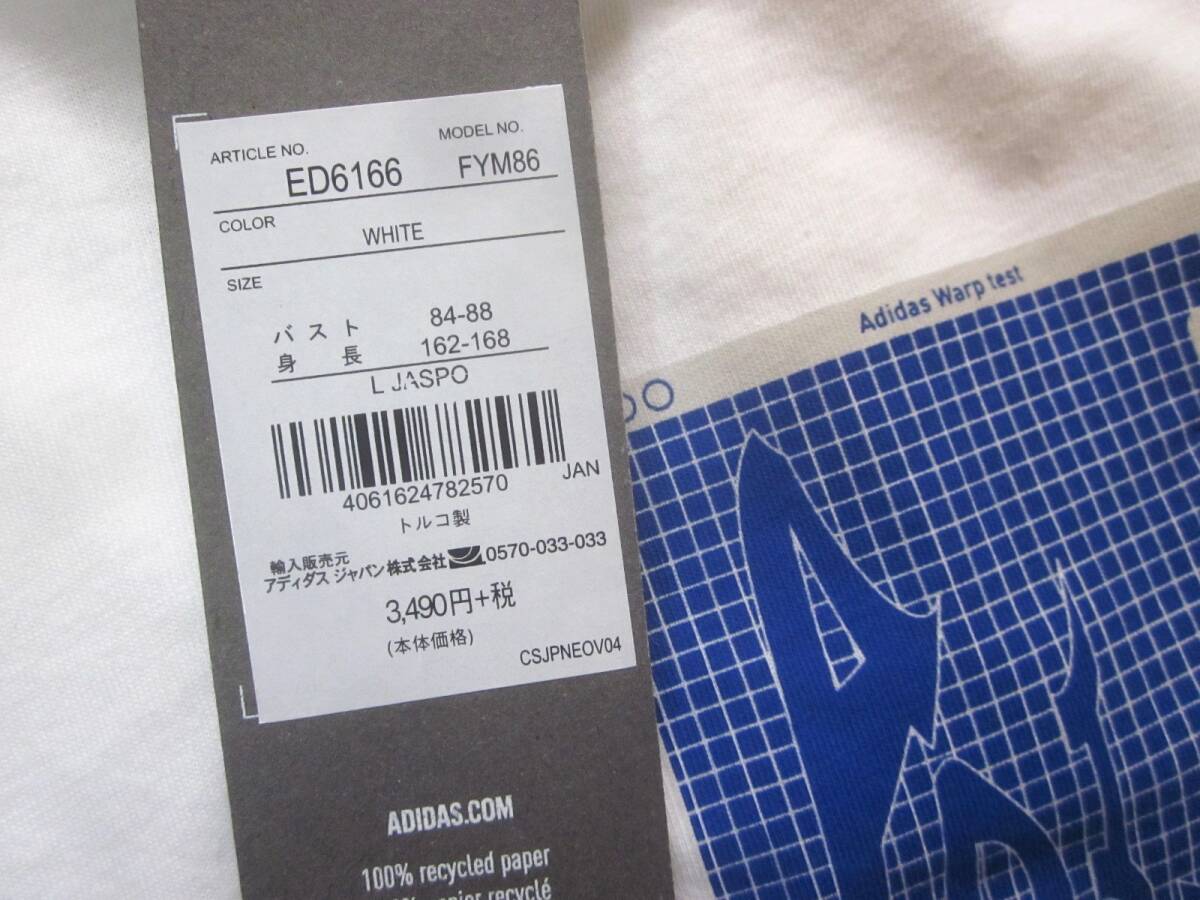 ARTICLE NO.
MODEL NO.
ED6166
FYM86
COLOR
WHITE
SIZE
バスト 84-88
身長 162-168
L JASPO
4061624782570
JAN
トルコ製
輸入販売元
アディダス ジャパン株式会社 0570-033-033
3,490円+税
(本体価格)
CSJPNEOV04
ADIDAS.COM
100% recycled paper
papier recyclé
Adidas Warp test